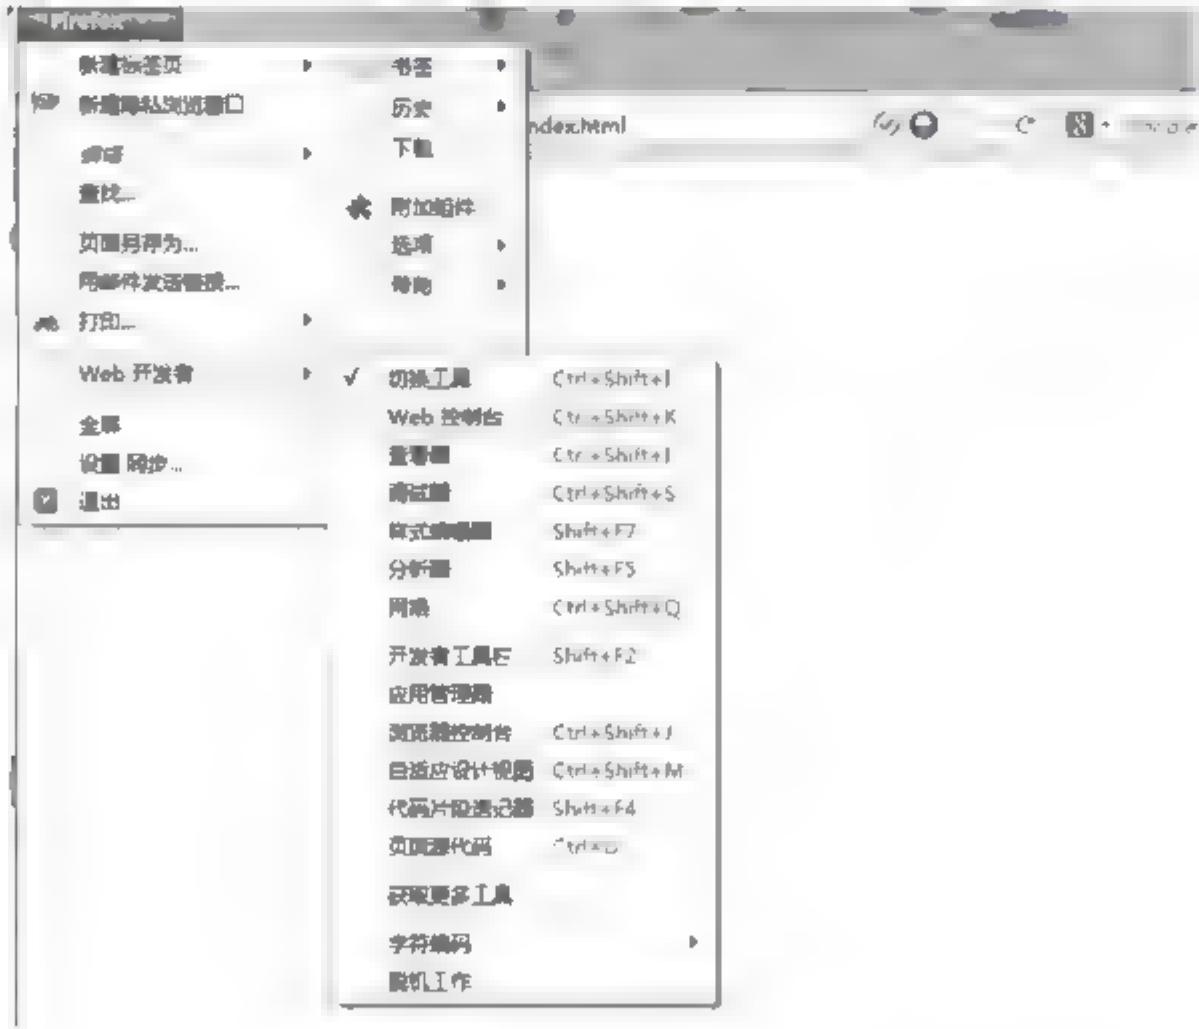 Firefox
新建标签页
新建隐私浏览窗口
编辑
查找...
页面另存为...
用邮件发送链接...
打印...
Web 开发者
全屏
设置 同步...
退出
书签
历史
下载
附加组件
选项
帮助
index.html
切换工具 Ctrl+Shift+I
Web 控制台 Ctrl+Shift+K
查看器 Ctrl+Shift+I
调试器 Ctrl+Shift+S
样式编辑器 Shift+F7
分析器 Shift+F5
网络 Ctrl+Shift+Q
开发者工具栏 Shift+F2
应用管理器
浏览器控制台 Ctrl+Shift+J
自适应设计视图 Ctrl+Shift+M
代码片段速记器 Shift+F4
页面源代码
获取更多工具
字符编码
脱机工作